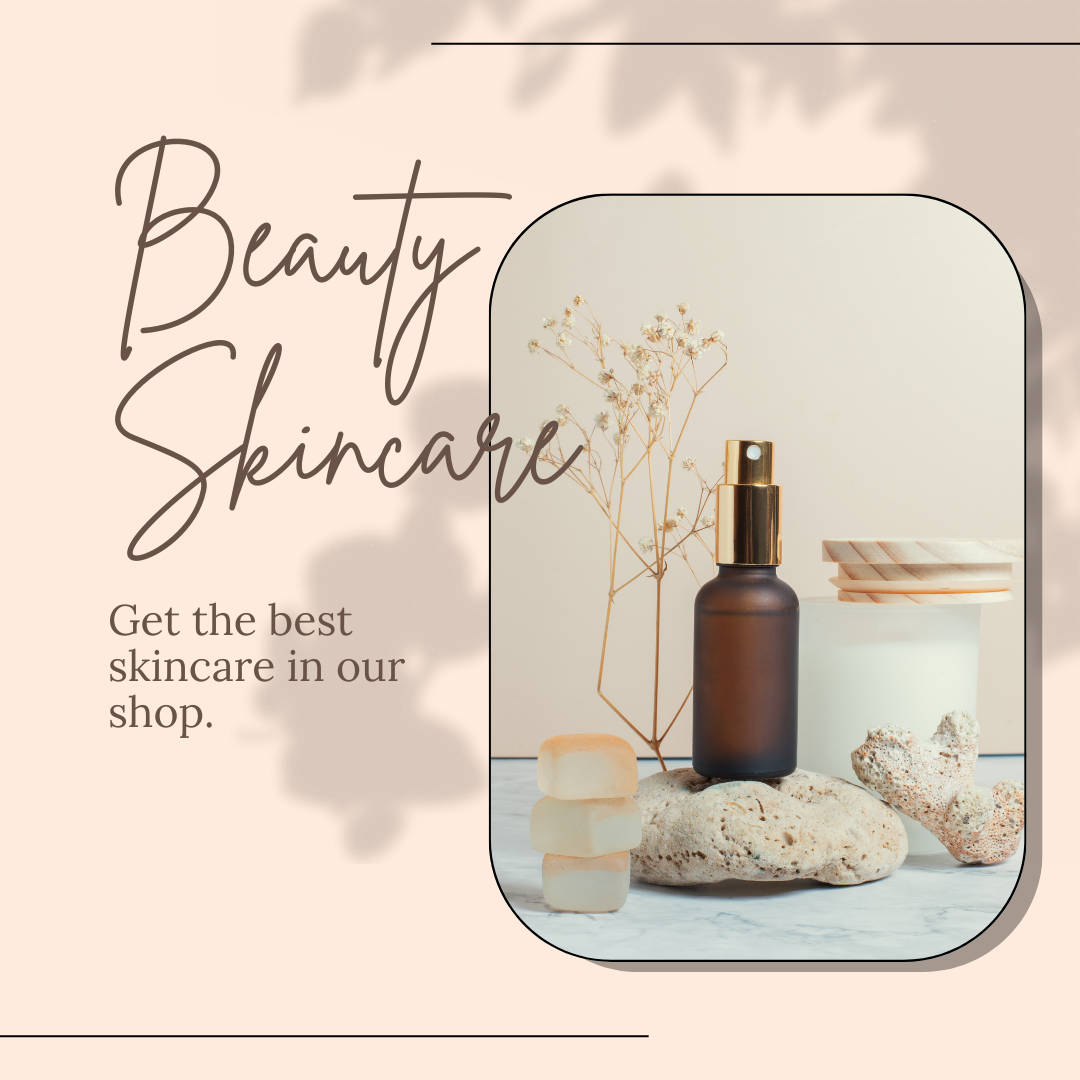 Beauty
Skincare
Get the best
skincare in our
shop.